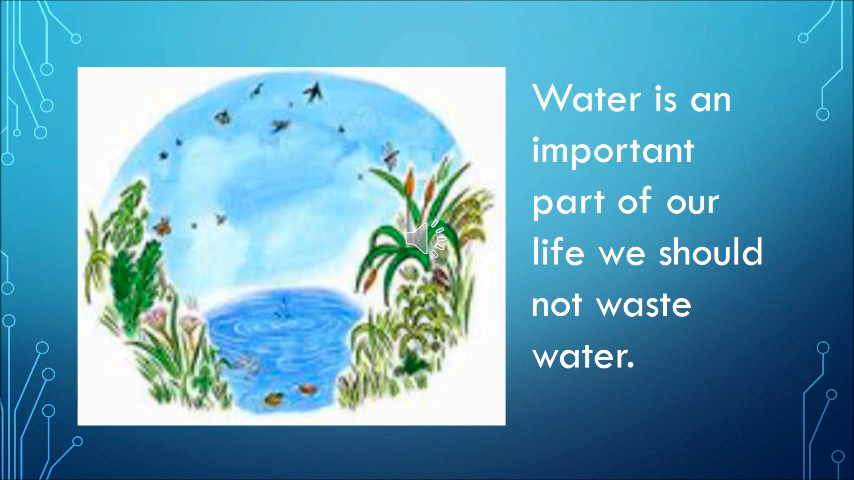 Water is an
important
part of our
life we should
not waste
water.